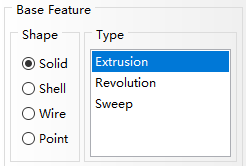 Base Feature
Shape
Type
Solid
Shell
Wire
Point
Extrusion
Revolution
Sweep